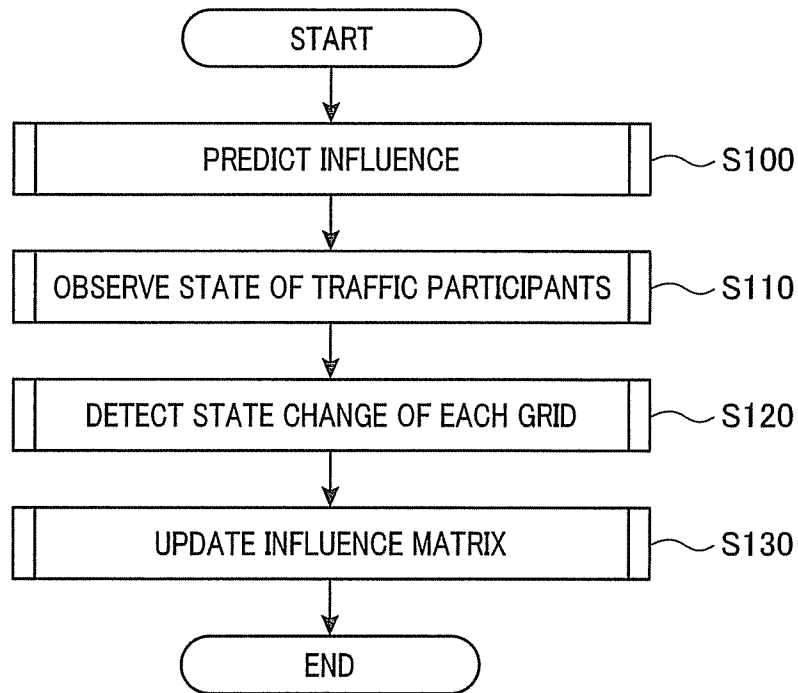 START
PREDICT INFLUENCE
S100
OBSERVE STATE OF TRAFFIC PARTICIPANTS
S110
DETECT STATE CHANGE OF EACH GRID
S120
UPDATE INFLUENCE MATRIX
S130
END